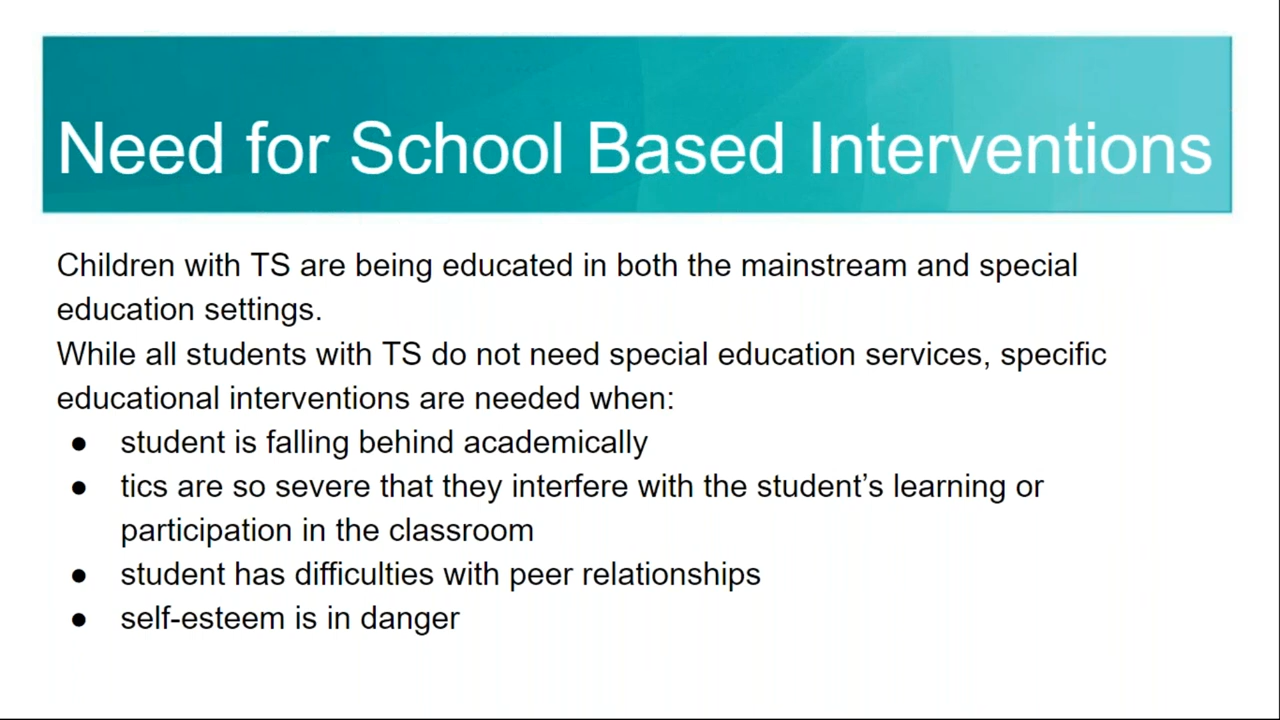 Need for School Based Interventions
Children with TS are being educated in both the mainstream and special
education settings.
While all students with TS do not need special education services, specific
educational interventions are needed when:
● student is falling behind academically
● tics are so severe that they interfere with the student’s learning or
participation in the classroom
● student has difficulties with peer relationships
● self-esteem is in danger